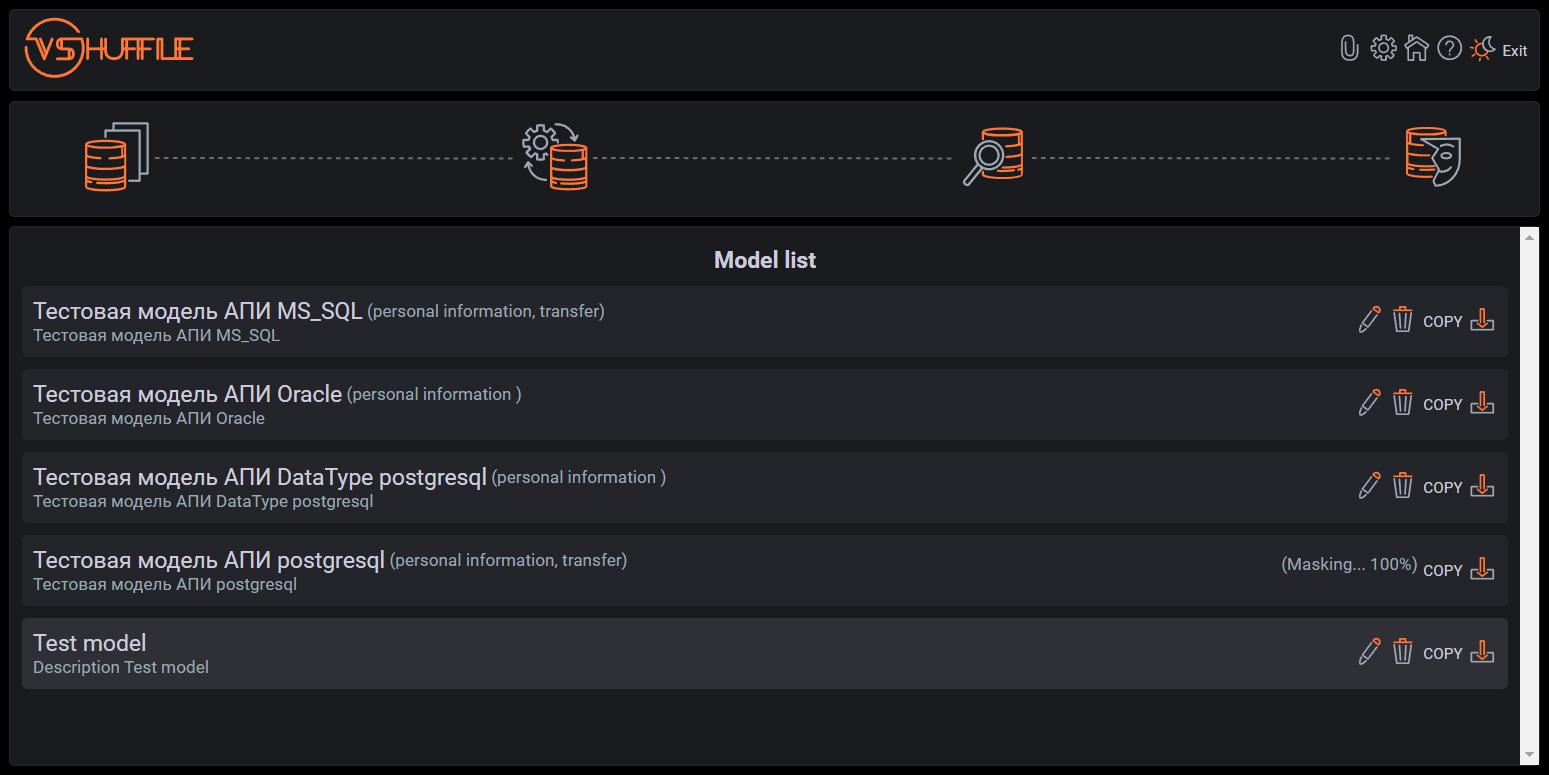 VSHUFFLE
Exit
Model list
Тестовая модель АПИ MS_SQL (personal information, transfer)
Тестовая модель АПИ MS_SQL
COPY
Тестовая модель АПИ Oracle (personal information )
Тестовая модель АПИ Oracle
COPY
Тестовая модель АПИ DataType postgresql (personal information )
Тестовая модель АПИ DataType postgresql
COPY
Тестовая модель АПИ postgresql (personal information, transfer)
Тестовая модель АПИ postgresql
(Masking... 100%) COPY
Test model
Description Test model
COPY